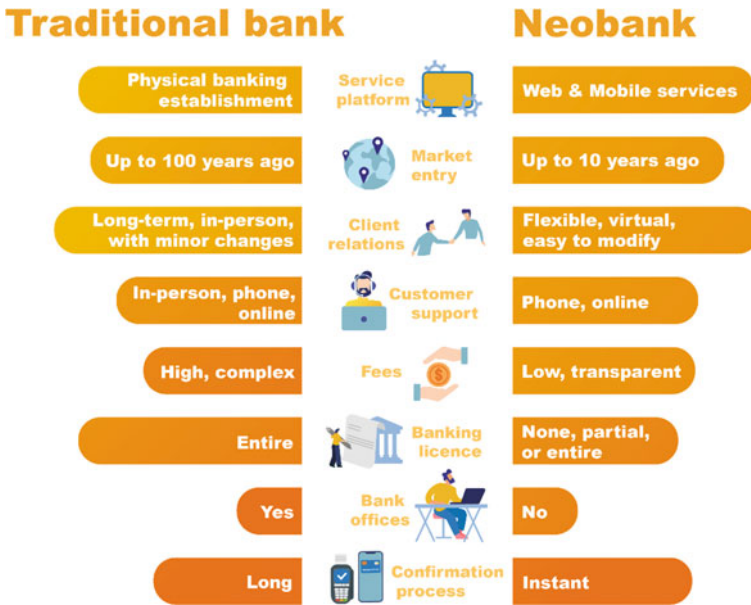 Traditional bank
Neobank
Physical banking
establishment
Service
platform
Web & Mobile services
Up to 100 years ago
Market
entry
Up to 10 years ago
Long-term, in-person,
with minor changes
Client
relations
Flexible, virtual,
easy to modify
In-person, phone,
online
Customer
support
Phone, online
High, complex
Fees
$
Low, transparent
Entire
Banking
licence
None, partial,
or entire
Yes
Bank
offices
No
Long
Confirmation
process
Instant